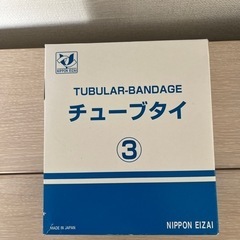 NIPPON EIZAI
TUBULAR-BANDAGE
チューブタイ
③
MADE IN JAPAN
NIPPON EIZAI